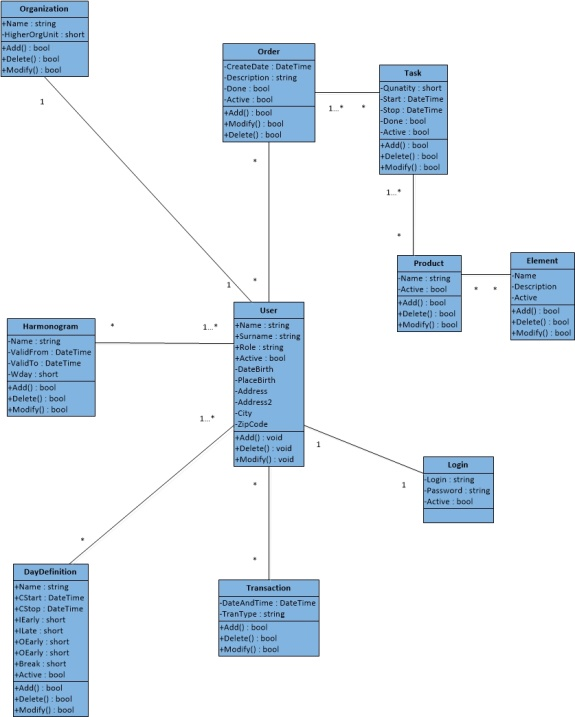 Organization
+Name : string
-HigherOrgUnit : short
+Add() : bool
+Delete() : bool
+Modify() : bool
1
1
Order
-CreateDate : DateTime
-Description : string
-Done : bool
-Active : bool
+Add() : bool
+Modify() : bool
+Delete() : bool
1...*
*
Task
-Qunatity : short
-Start : DateTime
-Stop : DateTime
-Done : bool
-Active : bool
+Add() : bool
+Delete() : bool
+Modify() : bool
1...*
*
Product
-Name : string
-Active : bool
+Add() : bool
+Delete() : bool
+Modify() : bool
*
*
Element
-Name
-Description
-Active
+Add() : bool
+Delete() : bool
+Modify() : bool
*
*
User
+Name : string
+Surname : string
+Role : string
+Active : bool
-DateBirth
-PlaceBirth
-Address
-Address2
-City
-ZipCode
+Add() : void
+Delete() : void
+Modify() : void
Harmonogram
-Name : string
-ValidFrom : DateTime
-ValidTo : DateTime
-Wday : short
+Add() : bool
+Delete() : bool
+Modify() : bool
*
1...*
1...*
*
1
1
Login
-Login : string
-Password : string
-Active : bool
*
*
DayDefinition
+Name : string
+CStart : DateTime
+CStop : DateTime
+IEarly : short
+ILate : short
+OEarly : short
+OEarly : short
+Break : short
+Active : bool
+Add() : bool
+Delete() : bool
+Modify() : bool
Transaction
-DateAndTime : DateTime
-TranType : string
+Add() : bool
+Delete() : bool
+Modify() : bool